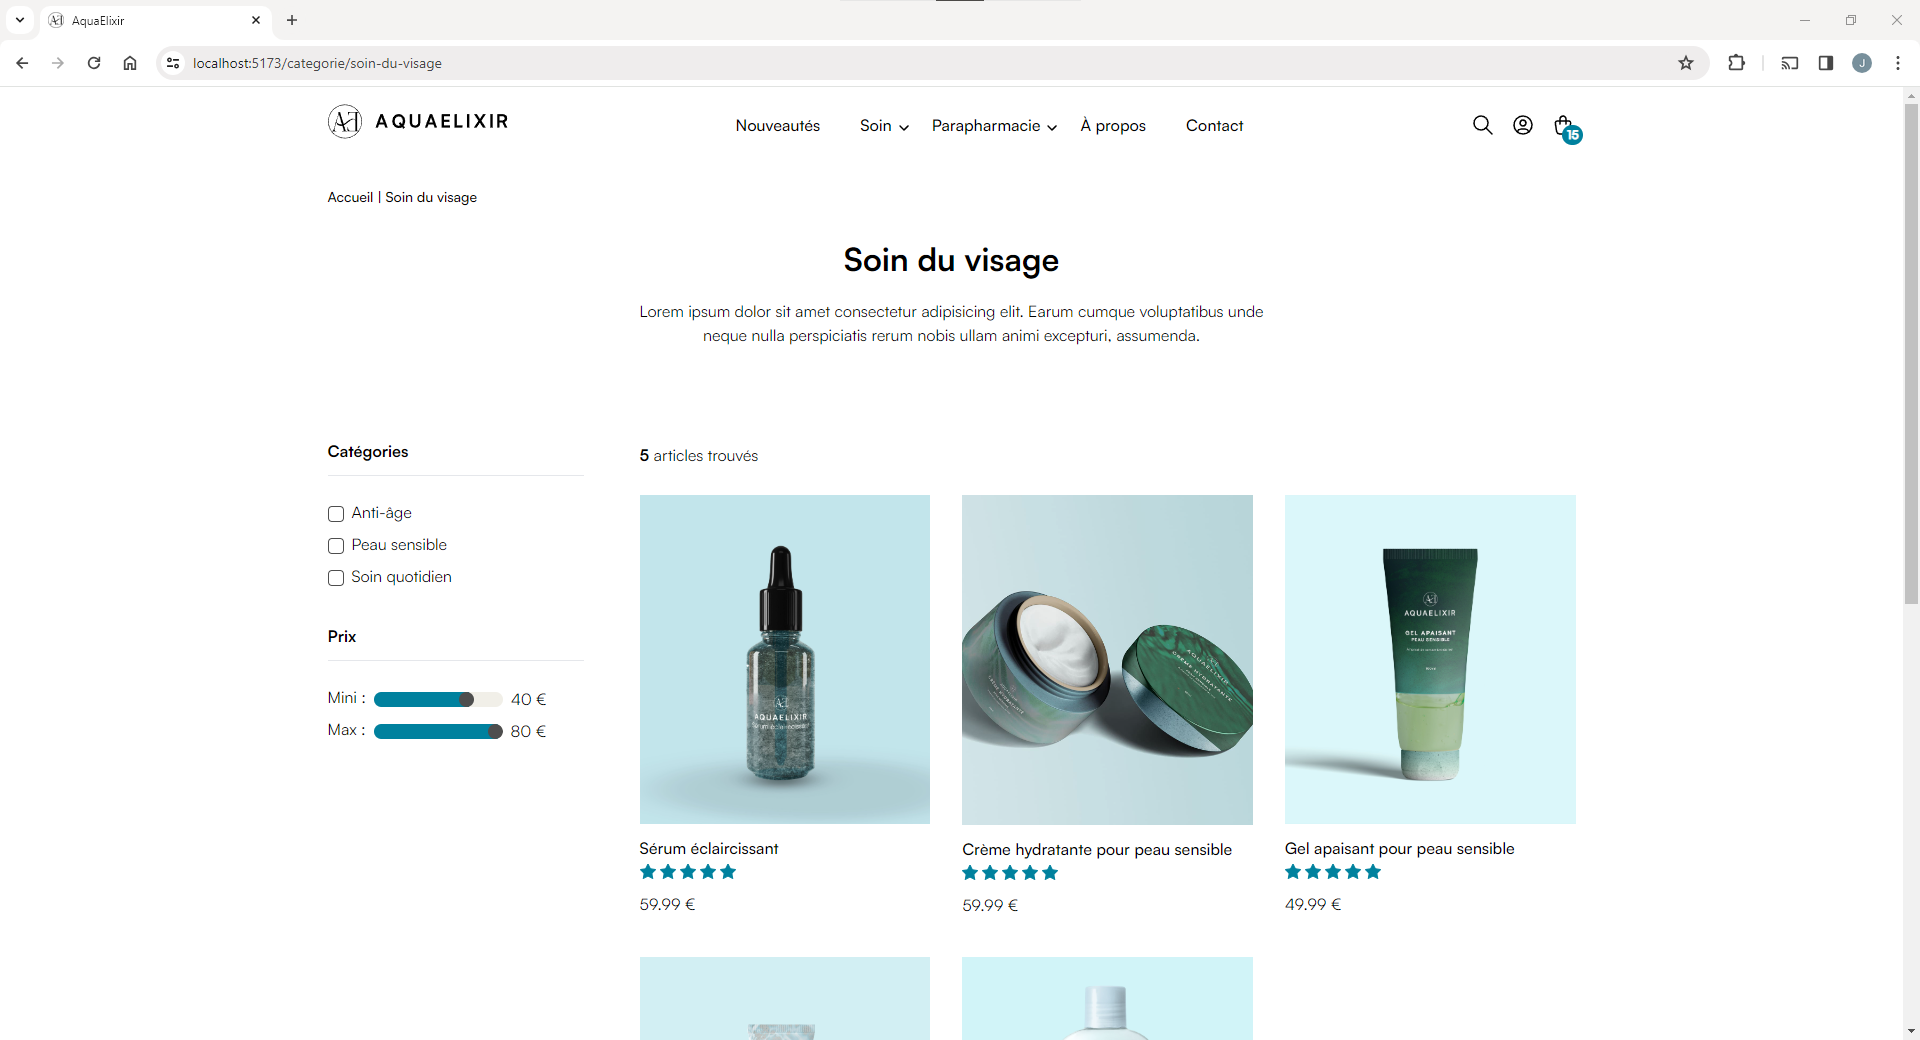 AquaElixir
localhost:5173/categorie/soin-du-visage
J
AQUAELIXIR
Nouveautés
Soin
Parapharmacie
À propos
Contact
15
Accueil | Soin du visage
Soin du visage
Lorem ipsum dolor sit amet consectetur adipisicing elit. Earum cumque voluptatibus unde
neque nulla perspiciatis rerum nobis ullam animi excepturi, assumenda.
Catégories
5 articles trouvés
Anti-âge
Peau sensible
Soin quotidien
Prix
Mini :
40 €
Max :
80 €
AQUAELIXIR
AQUAELIXIR
CRÈME HYDRATANTE
AQUAELIXIR
GEL APAISANT
PEAU SENSIBLE
Sérum éclaircissant
59.99 €
Crème hydratante pour peau sensible
59.99 €
Gel apaisant pour peau sensible
49.99 €